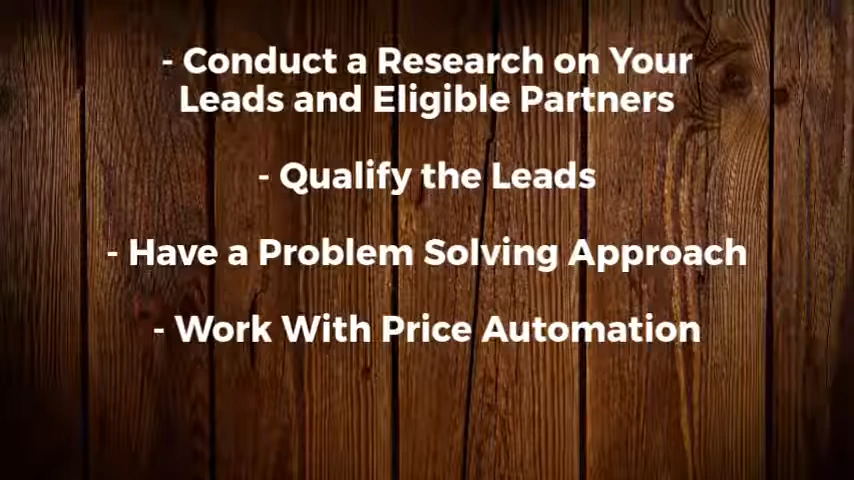 - Conduct a Research on Your
Leads and Eligible Partners
- Qualify the Leads
- Have a Problem Solving Approach
- Work With Price Automation